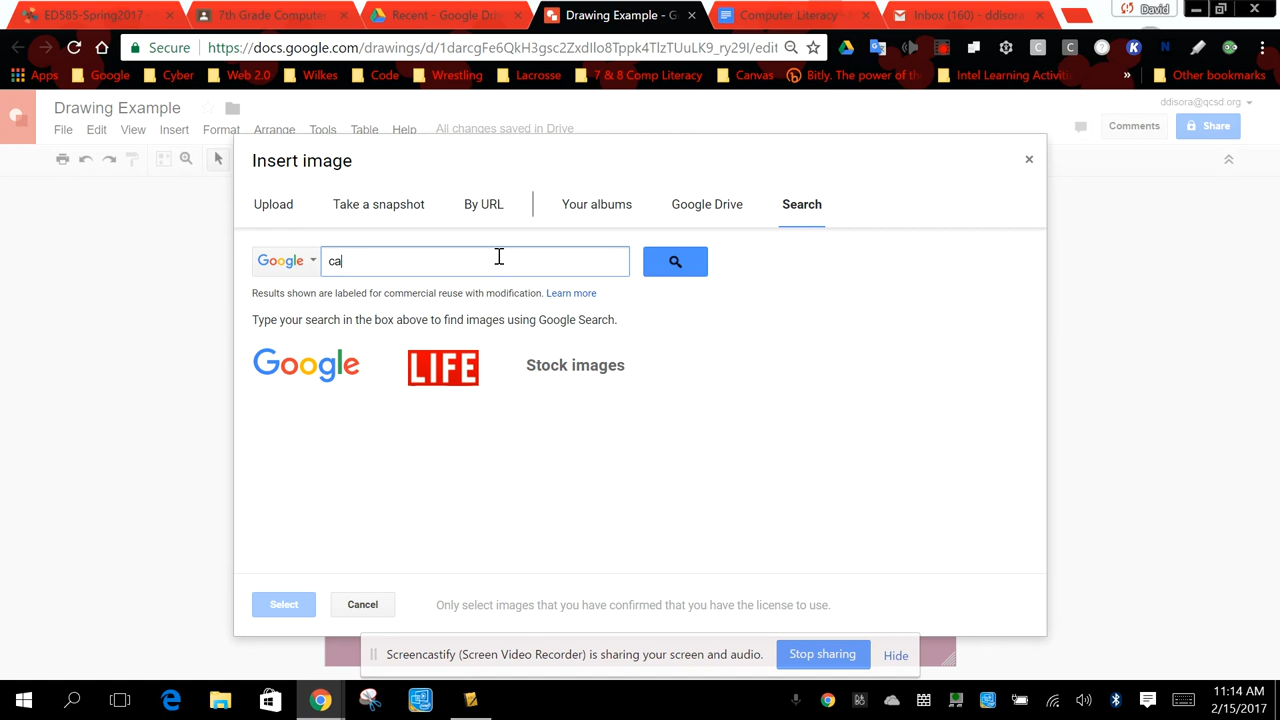 ED585-Spring2017
7th Grade Compute
Recent - Google Dri
Drawing Example - G
Computer Literacy
Inbox (160) - ddisora
David
Secure
https://docs.google.com/drawings/d/1darcgFe6QkH3gsc2ZxdIlo8Tppk4TlzTUuLK9_ry29I/edit
Apps
Google
Cyber
Web 2.0
Wilkes
Code
Wrestling
Lacrosse
7 & 8 Comp Literacy
Canvas
Bitly. The power of th
Intel Learning Activiti
»
Other bookmarks
Drawing Example
ddisora@qcsd.org
File Edit View Insert Format Arrange Tools Table Help All changes saved in Drive
Comments
Share
Insert image
×
Upload Take a snapshot By URL Your albums Google Drive Search
Google
ca
Results shown are labeled for commercial reuse with modification. Learn more
Type your search in the box above to find images using Google Search.
Google LIFE Stock images
Select Cancel Only select images that you have confirmed that you have the license to use.
Screencastify (Screen Video Recorder) is sharing your screen and audio. Stop sharing Hide
11:14 AM
2/15/2017